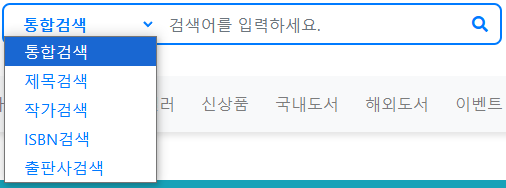 통합검색 검색어를 입력하세요.
통합검색
제목검색
작가검색
ISBN검색
출판사검색
러 신상품 국내도서 해외도서 이벤트